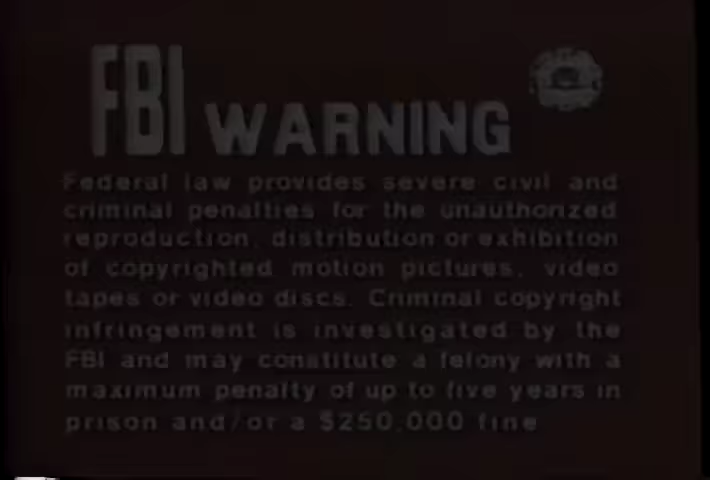 FBI WARNING
Federal law provides severe civil and
criminal penalties for the unauthorized
reproduction, distribution or exhibition
of copyrighted motion pictures, video
tapes or video discs. Criminal copyright
infringement is investigated by the
FBI and may constitute a felony with a
maximum penalty of up to five years in
prison and/or a $250,000 fine